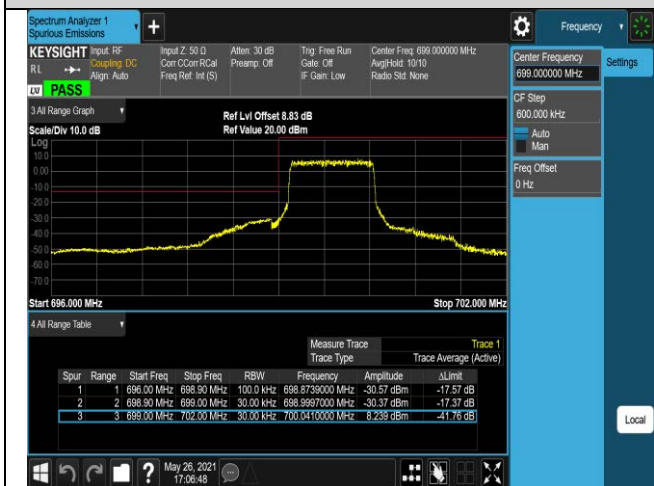 Spectrum Analyzer 1
Spurious Emissions
+
Frequency
KEYSIGHT Input: RF Input Z: 50 Ω Atten: 30 dB Trig: Free Run Center Freq: 699.000000 MHz
RL Coupling: DC Corr CCorr RCal Preamp: Off Gate: Off Avg|Hold: 10/10
Align: Auto Freq Ref: Int (S) IF Gain: Low Radio Std: None
LW PASS
Center Frequency
699.000000 MHz
Settings
CF Step
600.000 kHz
Auto
Man
Freq Offset
0 Hz
3 All Range Graph
Ref Lvl Offset 8.83 dB
Scale/Div 10.0 dB Ref Value 20.00 dBm
Log
10.0
0.00
-10.0
-20.0
-30.0
-40.0
-50.0
-60.0
-70.0
Start 696.000 MHz Stop 702.000 MHz
4 All Range Table
Measure Trace Trace 1
Trace Type Trace Average (Active)
Spur Range Start Freq Stop Freq RBW Frequency Amplitude ΔLimit
1 1 696.00 MHz 698.90 MHz 100.0 kHz 698.8739000 MHz -30.57 dBm -17.57 dB
2 2 698.90 MHz 699.00 MHz 30.00 kHz 698.9997000 MHz -30.37 dBm -17.37 dB
3 3 699.00 MHz 702.00 MHz 30.00 kHz 700.0410000 MHz 8.239 dBm -41.76 dB
Local
?
May 26, 2021
17:06:48